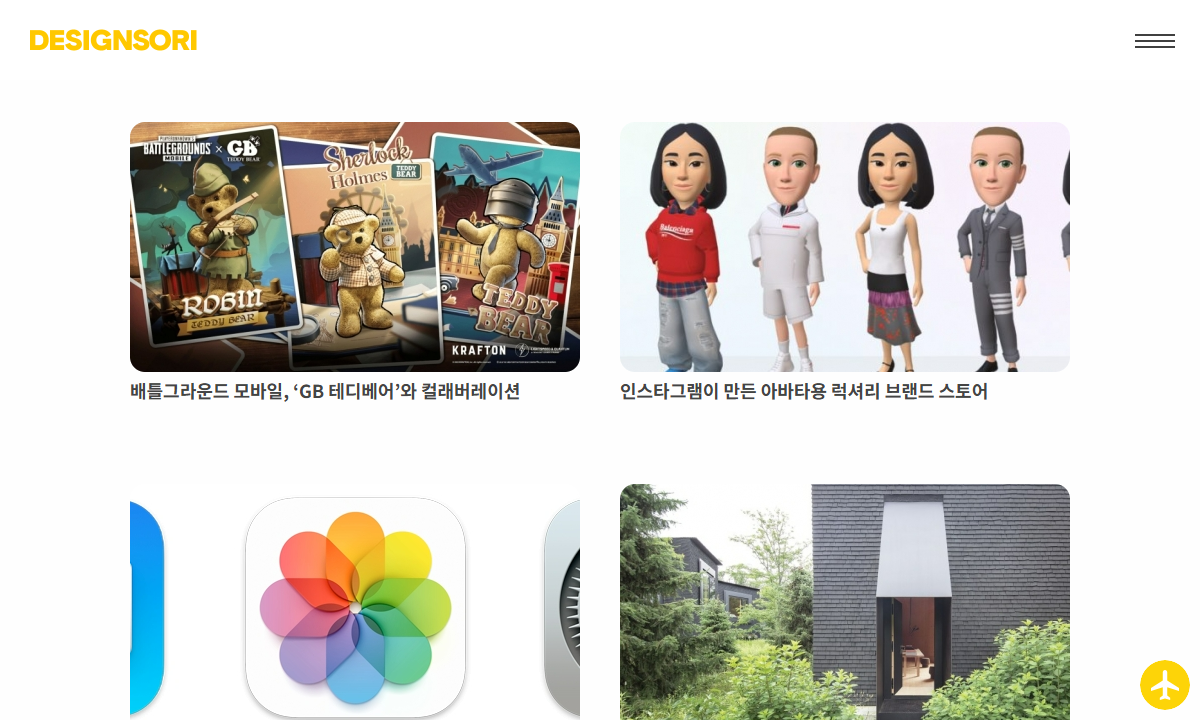 DESIGNSORI
PLAYERUNKNOWN'S
BATTLEGROUNDS
MOBILE
×
GB
TEDDY BEAR
Sherlock
Holmes
TEDDY
BEAR
ROBIN
TEDDY BEAR
TEDDY
BEAR
KRAFTON
Balenciaga
배틀그라운드 모바일, ‘GB 테디베어’와 컬래버레이션
인스타그램이 만든 아바타용 럭셔리 브랜드 스토어